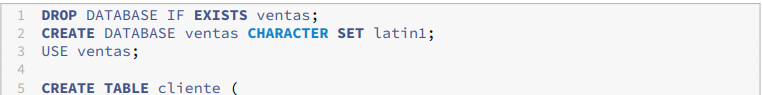 1 DROP DATABASE IF EXISTS ventas;
2 CREATE DATABASE ventas CHARACTER SET latin1;
3 USE ventas;
4
5 CREATE TABLE cliente (